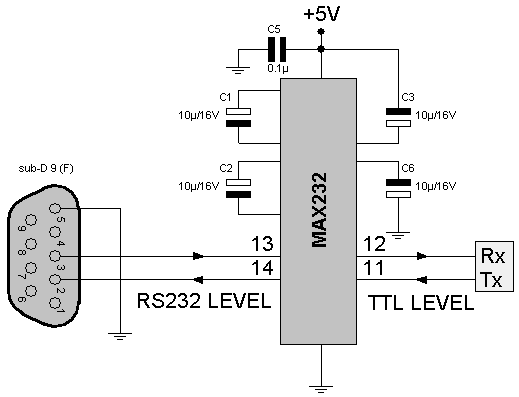 +5V
C5
0.1µ
C1
10µ/16V
C3
10µ/16V
C2
10µ/16V
C6
10µ/16V
MAX232
sub-D 9 (F)
5
9
4
8
3
7
2
6
1
13
12
14
11
RS232 LEVEL
TTL LEVEL
Rx
Tx